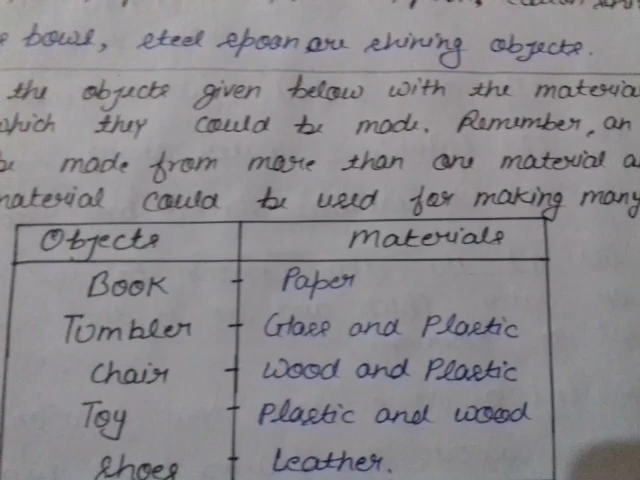 bowl, steel spoon are shining objects.
the objects given below with the materia
which they could be made. Remember, an
be made from more than one material a
material could be used for making many
Objects Materials
Book - Paper
Tumbler - Glass and Plastic
Chair - Wood and Plastic
Toy - Plastic and wood
Shoes - Leather.